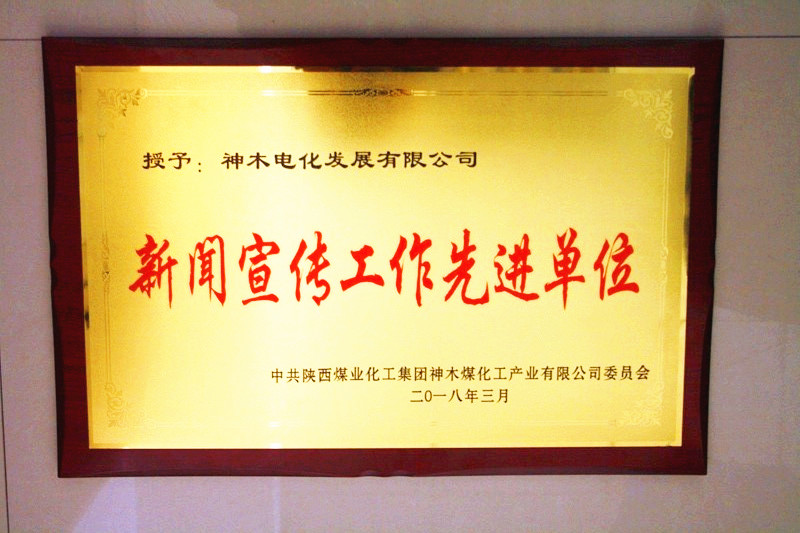 授予：神木电化发展有限公司
新闻宣传工作先进单位
中共陕西煤业化工集团神木煤化工产业有限公司委员会
二0一八年三月